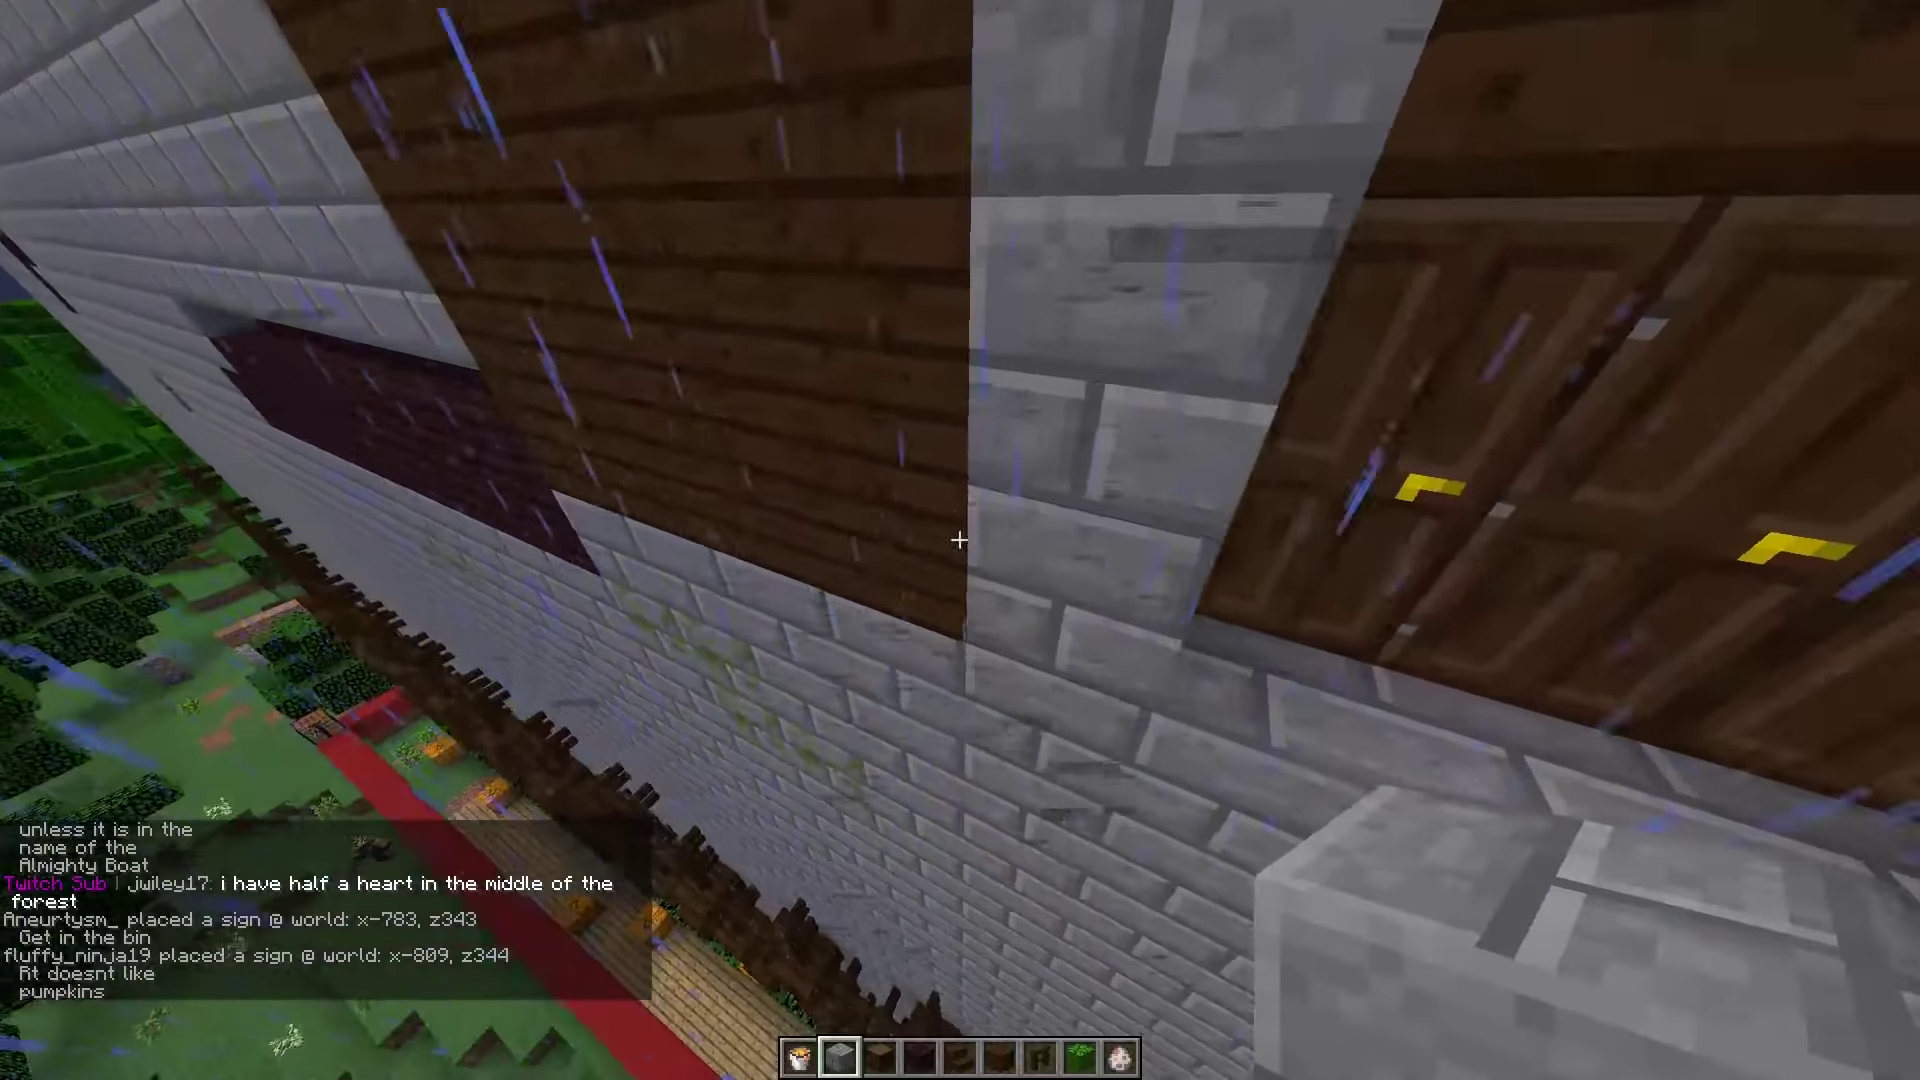 unless it is in the
name of the
Almighty Boat
Twitch Sub | jwiley17: i have half a heart in the middle of the
forest
Aneurtysm_ placed a sign @ world: x-783, z343
Get in the bin
fluffy_ninja19 placed a sign @ world: x-809, z344
Rt doesnt like
pumpkins